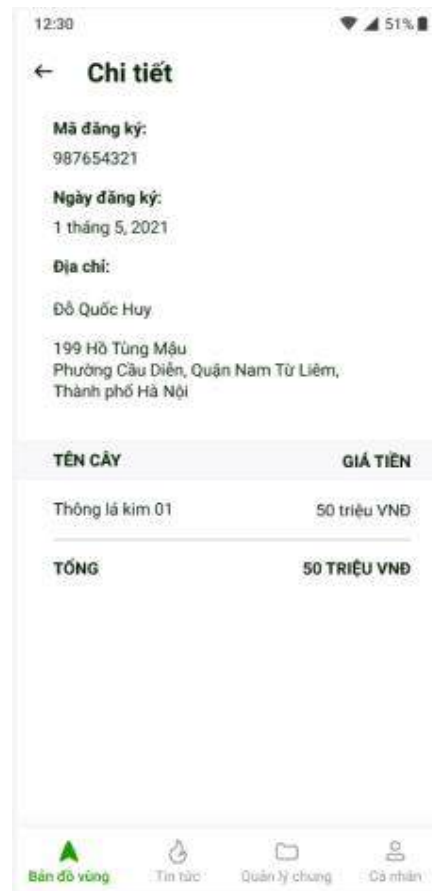 12:30 51%
Chi tiết
Mã đăng ký:
987654321
Ngày đăng ký:
1 tháng 5, 2021
Địa chỉ:
Đỗ Quốc Huy
199 Hồ Tùng Mậu
Phường Cầu Diễn, Quận Nam Từ Liêm,
Thành phố Hà Nội
TÊN CÂY GIÁ TIỀN
Thông lá kim 01 50 triệu VNĐ
TỔNG 50 TRIỆU VNĐ
Bản đồ vùng Tin tức Quản lý chung Cá nhân